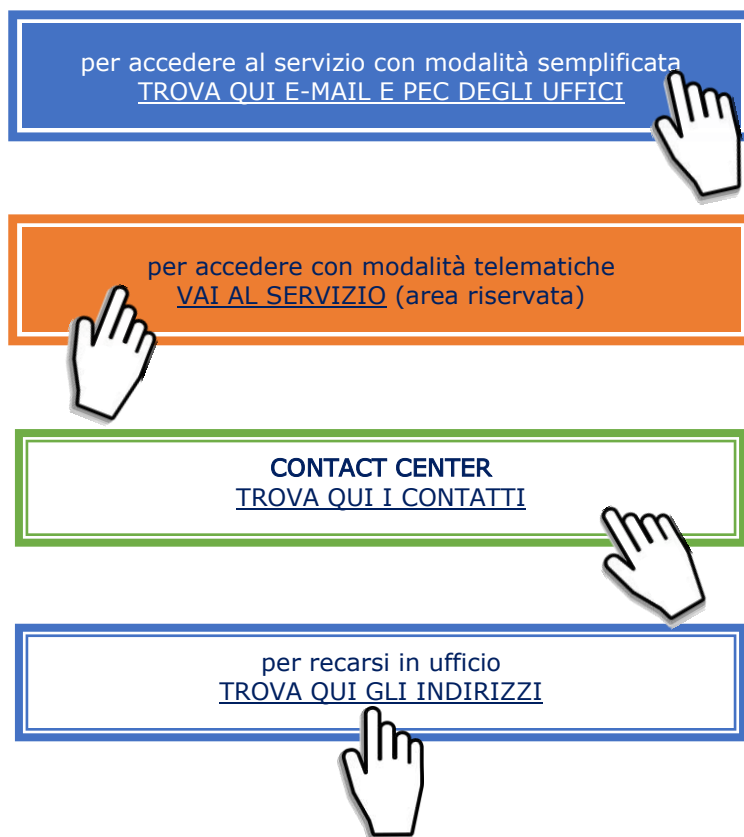 per accedere al servizio con modalità semplificata
TROVA QUI E-MAIL E PEC DEGLI UFFICI
per accedere con modalità telematiche
VAI AL SERVIZIO (area riservata)
CONTACT CENTER
TROVA QUI I CONTATTI
per recarsi in ufficio
TROVA QUI GLI INDIRIZZI